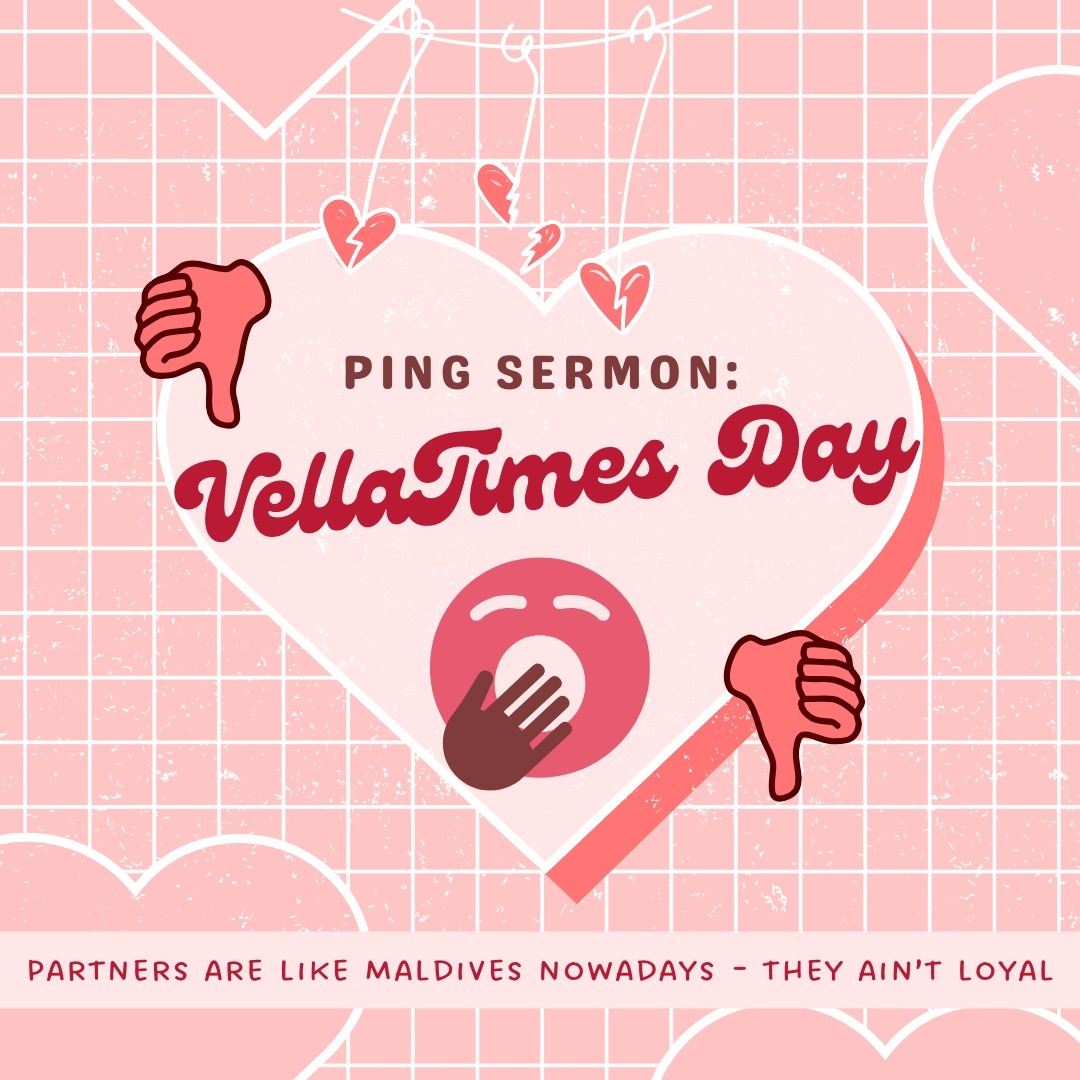 PING SERMON:
VellaTimes Day
PARTNERS ARE LIKE MALDIVES NOWADAYS - THEY AIN'T LOYAL